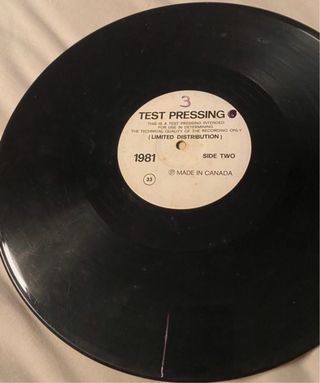 3
TEST PRESSING
THIS IS A TEST PRESSING INTENDED
FOR USE IN DETERMINING
THE TECHNICAL QUALITY OF THE RECORDING ONLY
(LIMITED DISTRIBUTION)
1981 SIDE TWO
33 ℗ MADE IN CANADA